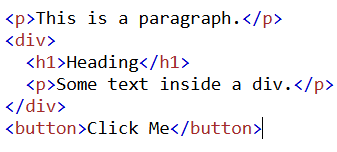 <p>This is a paragraph.</p>
<div>
  <h1>Heading</h1>
  <p>Some text inside a div.</p>
</div>
<button>Click Me</button>